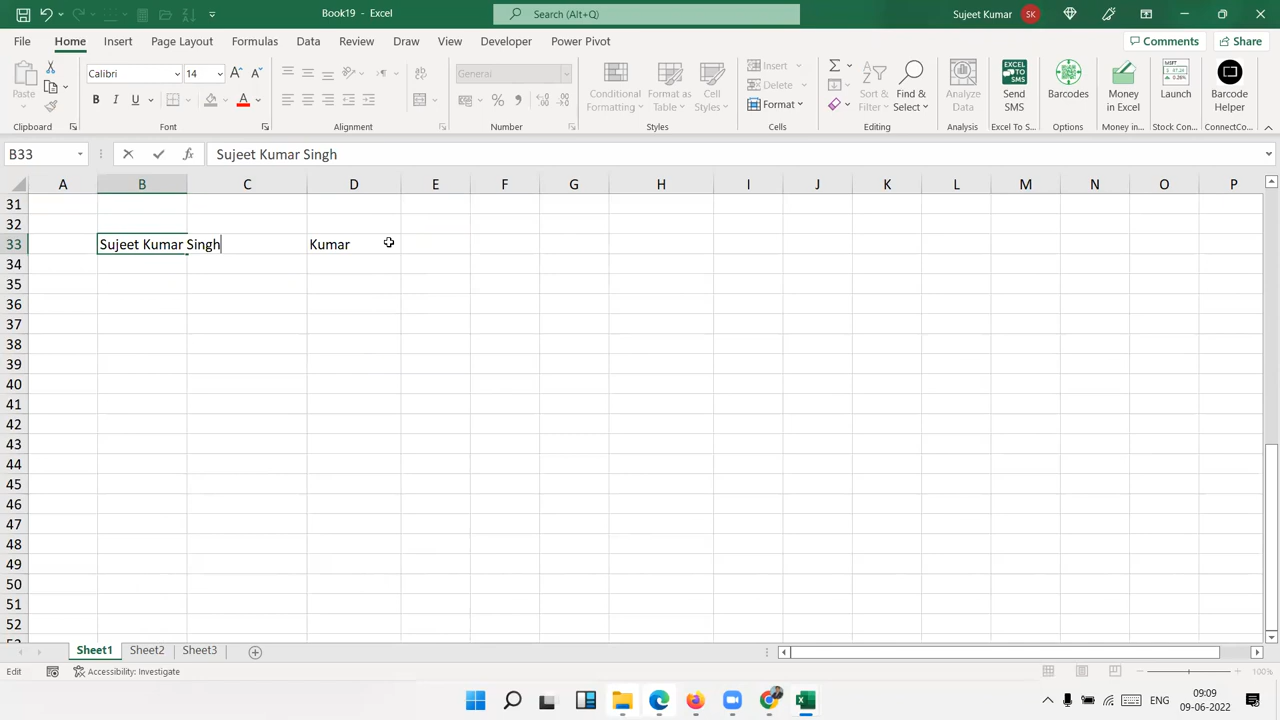 Book19 - Excel
Search (Alt+Q)
Sujeet Kumar
SK
File
Home
Insert
Page Layout
Formulas
Data
Review
View
Draw
Developer
Power Pivot
Comments
Share
Paste
Calibri
14
B I U
General
Conditional Formatting
Format as Table
Cell Styles
Insert
Delete
Format
Sort & Filter
Find & Select
Analyze Data
Send SMS
Barcodes
Money in Excel
Launch
Barcode Helper
Clipboard
Font
Alignment
Number
Styles
Cells
Editing
Analysis
Excel To S...
Options
Money in...
Stock Con...
ConnectCo...
B33
fx
Sujeet Kumar Singh
A B C D E F G H I J K L M N O P
31
32
33 Sujeet Kumar Singh Kumar
34
35
36
37
38
39
40
41
42
43
44
45
46
47
48
49
50
51
52
Sheet1
Sheet2
Sheet3
Edit
Accessibility: Investigate
100%
ENG
09:09
09-06-2022